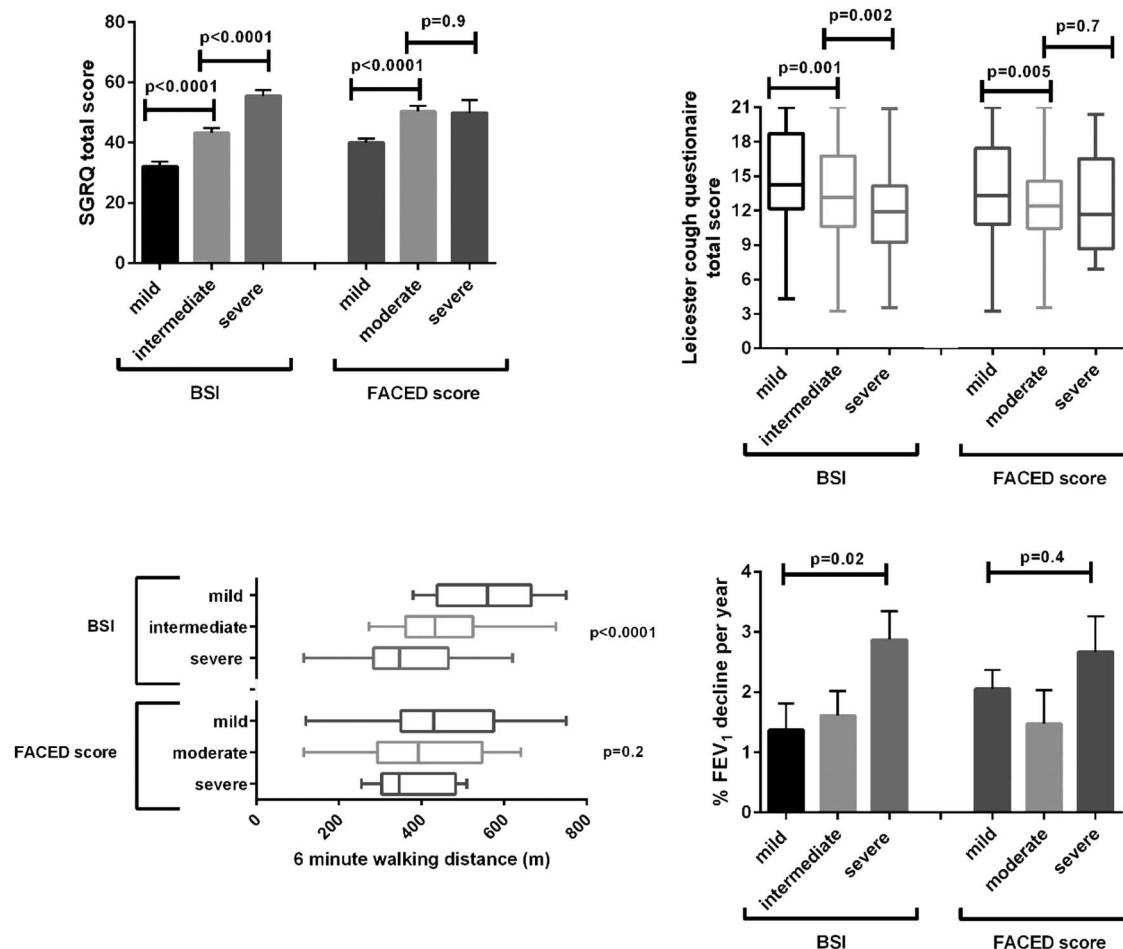 SGRQ total score
80
60
40
20
0
p<0.0001
p<0.0001
p<0.0001
p=0.9
mild
intermediate
severe
mild
moderate
severe
BSI
FACED score
Leicester cough questionaire
total score
21
18
15
12
9
6
3
0
p=0.001
p=0.002
p=0.005
p=0.7
mild
intermediate
severe
mild
moderate
severe
BSI
FACED score
BSI
mild
intermediate
severe
p<0.0001
FACED score
mild
moderate
severe
p=0.2
0
200
400
600
800
6 minute walking distance (m)
% FEV₁ decline per year
4
3
2
1
0
p=0.02
p=0.4
mild
intermediate
severe
mild
moderate
severe
BSI
FACED score